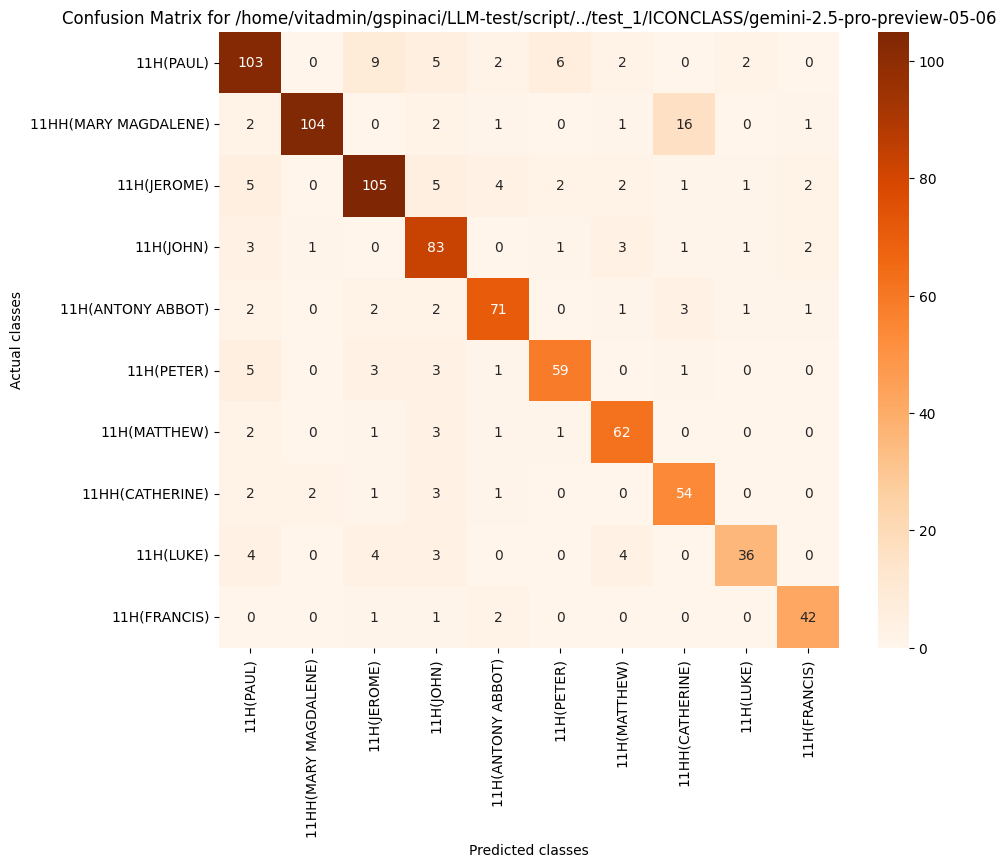 Confusion Matrix for /home/vitadmin/gspinaci/LLM-test/script/../test_1/ICONCLASS/gemini-2.5-pro-preview-05-06
11H(PAUL) 103 0 9 5 2 6 2 0 2 0
11HH(MARY MAGDALENE) 2 104 0 2 1 0 1 16 0 1
11H(JEROME) 5 0 105 5 4 2 2 1 1 2
11H(JOHN) 3 1 0 83 0 1 3 1 1 2
11H(ANTONY ABBOT) 2 0 2 2 71 0 1 3 1 1
11H(PETER) 5 0 3 3 1 59 0 1 0 0
11H(MATTHEW) 2 0 1 3 1 1 62 0 0 0
11HH(CATHERINE) 2 2 1 3 1 0 0 54 0 0
11H(LUKE) 4 0 4 3 0 0 4 0 36 0
11H(FRANCIS) 0 0 1 1 2 0 0 0 0 42
Actual classes
11H(PAUL)
11HH(MARY MAGDALENE)
11H(JEROME)
11H(JOHN)
11H(ANTONY ABBOT)
11H(PETER)
11H(MATTHEW)
11HH(CATHERINE)
11H(LUKE)
11H(FRANCIS)
Predicted classes
100
80
60
40
20
0